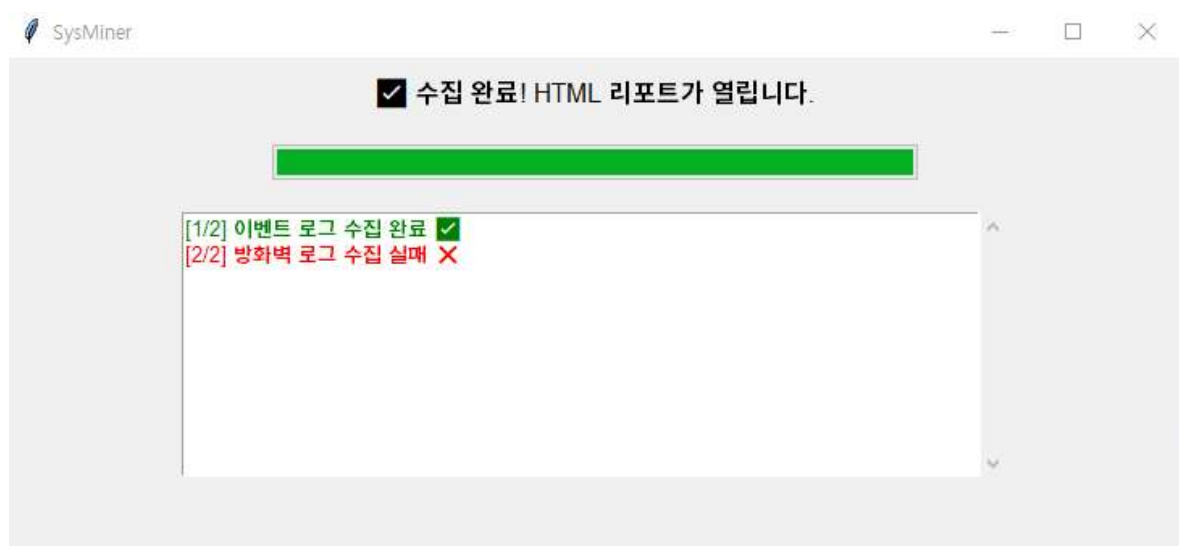 SysMiner
✅ 수집 완료! HTML 리포트가 열립니다.
[1/2] 이벤트 로그 수집 완료 ✅
[2/2] 방화벽 로그 수집 실패 ❌